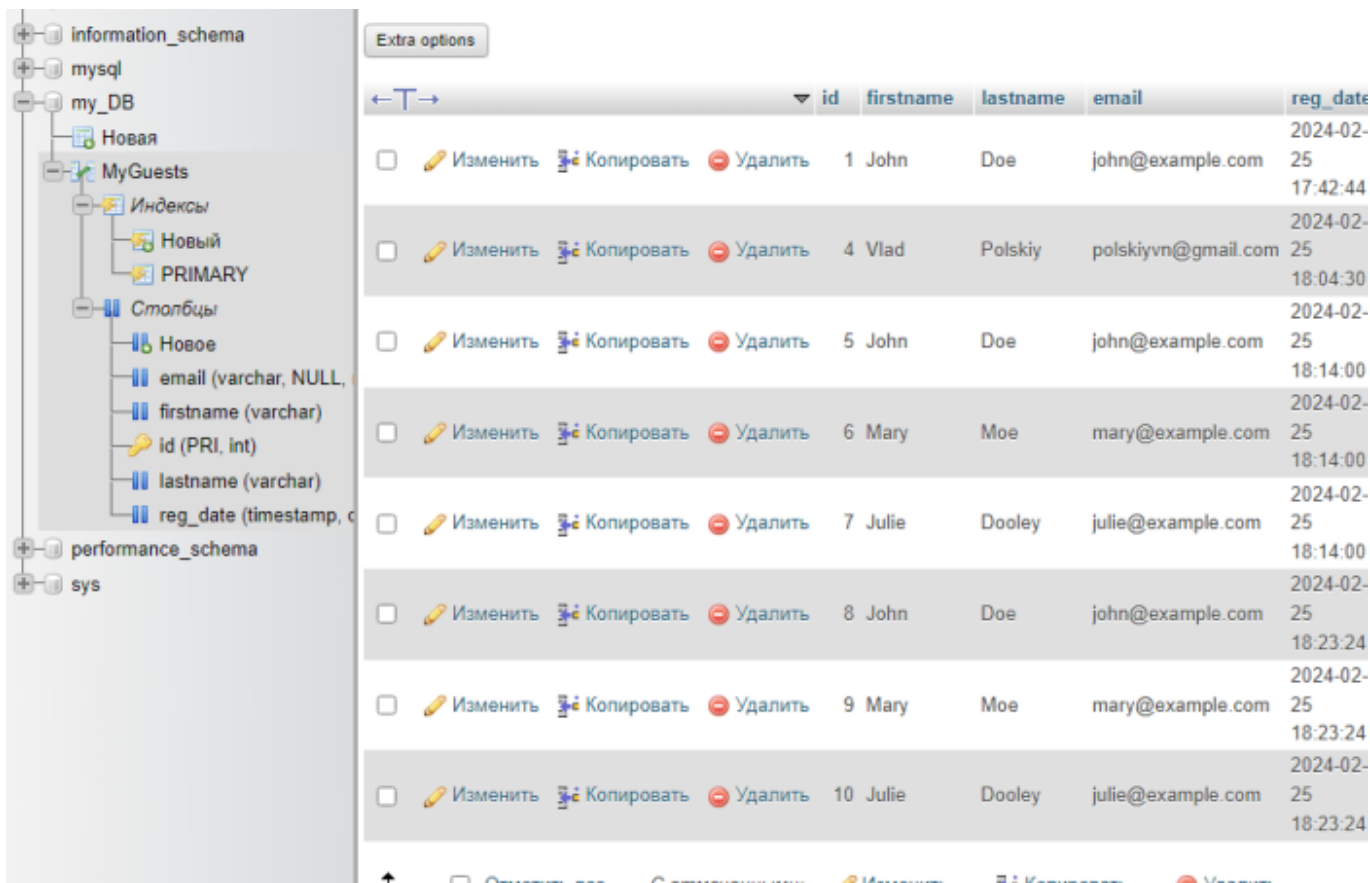 information_schema
mysql
my_DB
Новая
MyGuests
Индексы
Новый
PRIMARY
Столбцы
Новое
email (varchar, NULL,
firstname (varchar)
id (PRI, int)
lastname (varchar)
reg_date (timestamp,
performance_schema
sys
Extra options
id firstname lastname email reg_date
Изменить Копировать Удалить 1 John Doe john@example.com 2024-02-
25
17:42:44
Изменить Копировать Удалить 4 Vlad Polskiy polskiyvn@gmail.com 2024-02-
25
18:04:30
Изменить Копировать Удалить 5 John Doe john@example.com 2024-02-
25
18:14:00
Изменить Копировать Удалить 6 Mary Moe mary@example.com 2024-02-
25
18:14:00
Изменить Копировать Удалить 7 Julie Dooley julie@example.com 2024-02-
25
18:14:00
Изменить Копировать Удалить 8 John Doe john@example.com 2024-02-
25
18:23:24
Изменить Копировать Удалить 9 Mary Moe mary@example.com 2024-02-
25
18:23:24
Изменить Копировать Удалить 10 Julie Dooley julie@example.com 2024-02-
25
18:23:24